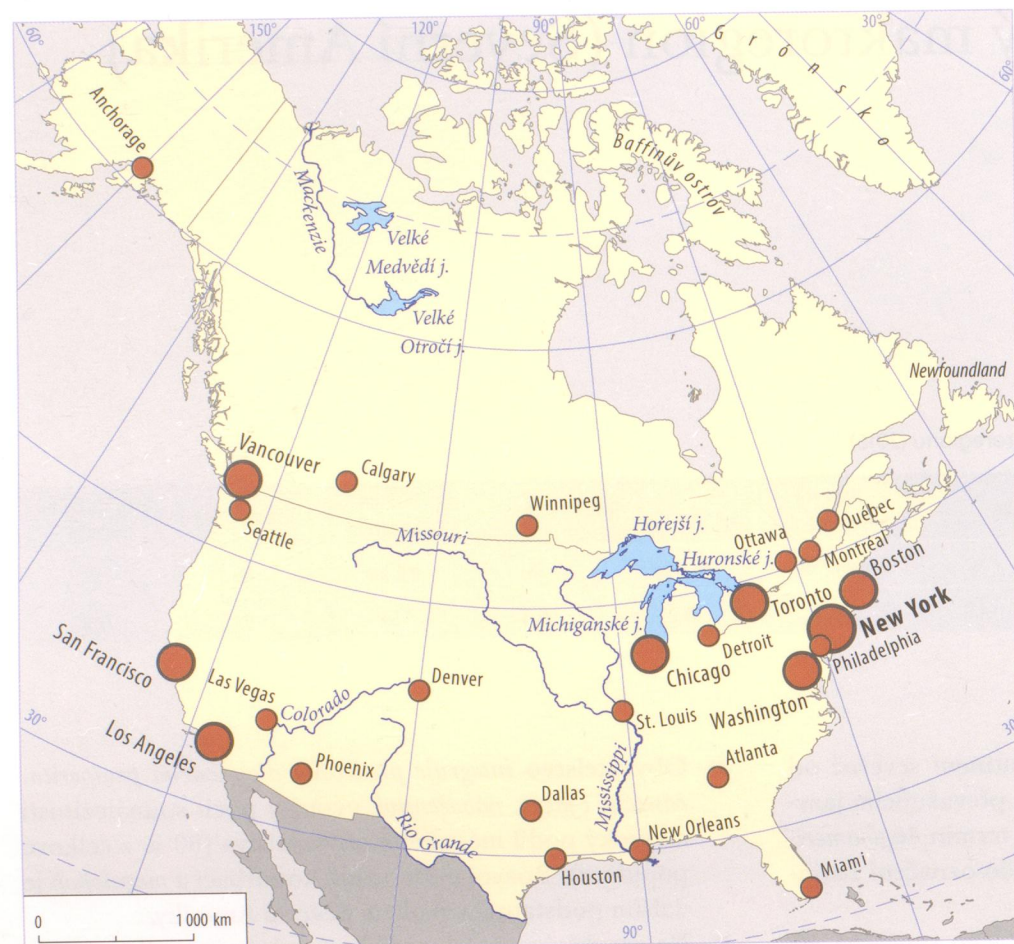 60°
150°
120°
90°
60°
30°
60°
Grónsko
Anchorage
Baffinův ostrov
Mackenzie
Velké
Medvědí j.
Velké
Otročí j.
Newfoundland
Vancouver
Calgary
Seattle
Winnipeg
Missouri
Hořejší j.
Huronské j.
Ottawa
Québec
Montréal
Boston
Toronto
New York
Michiganské j.
Detroit
Philadelphia
Chicago
Washington
San Francisco
Las Vegas
Colorado
Denver
St. Louis
Los Angeles
Phoenix
Atlanta
Dallas
Mississippi
Rio Grande
New Orleans
Houston
Miami
30°
30°
90°
0 1 000 km